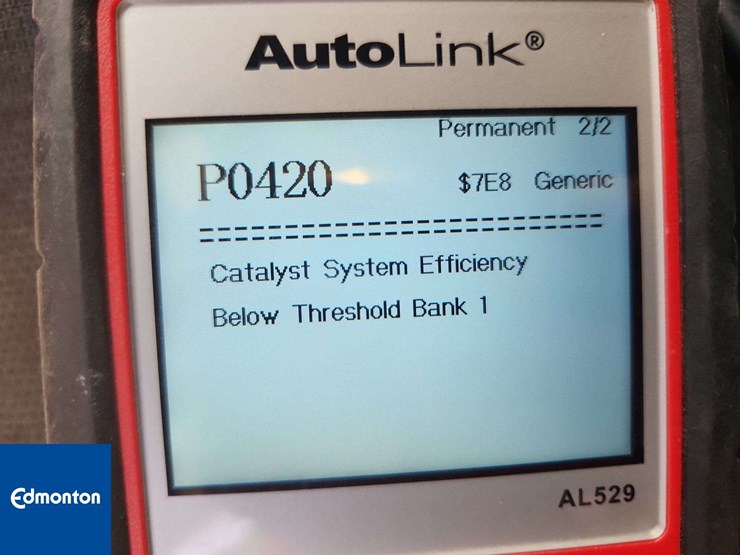 AutoLink®
Permanent 2/2
P0420 $7E8 Generic
==========================
Catalyst System Efficiency
Below Threshold Bank 1
AL529
Edmonton